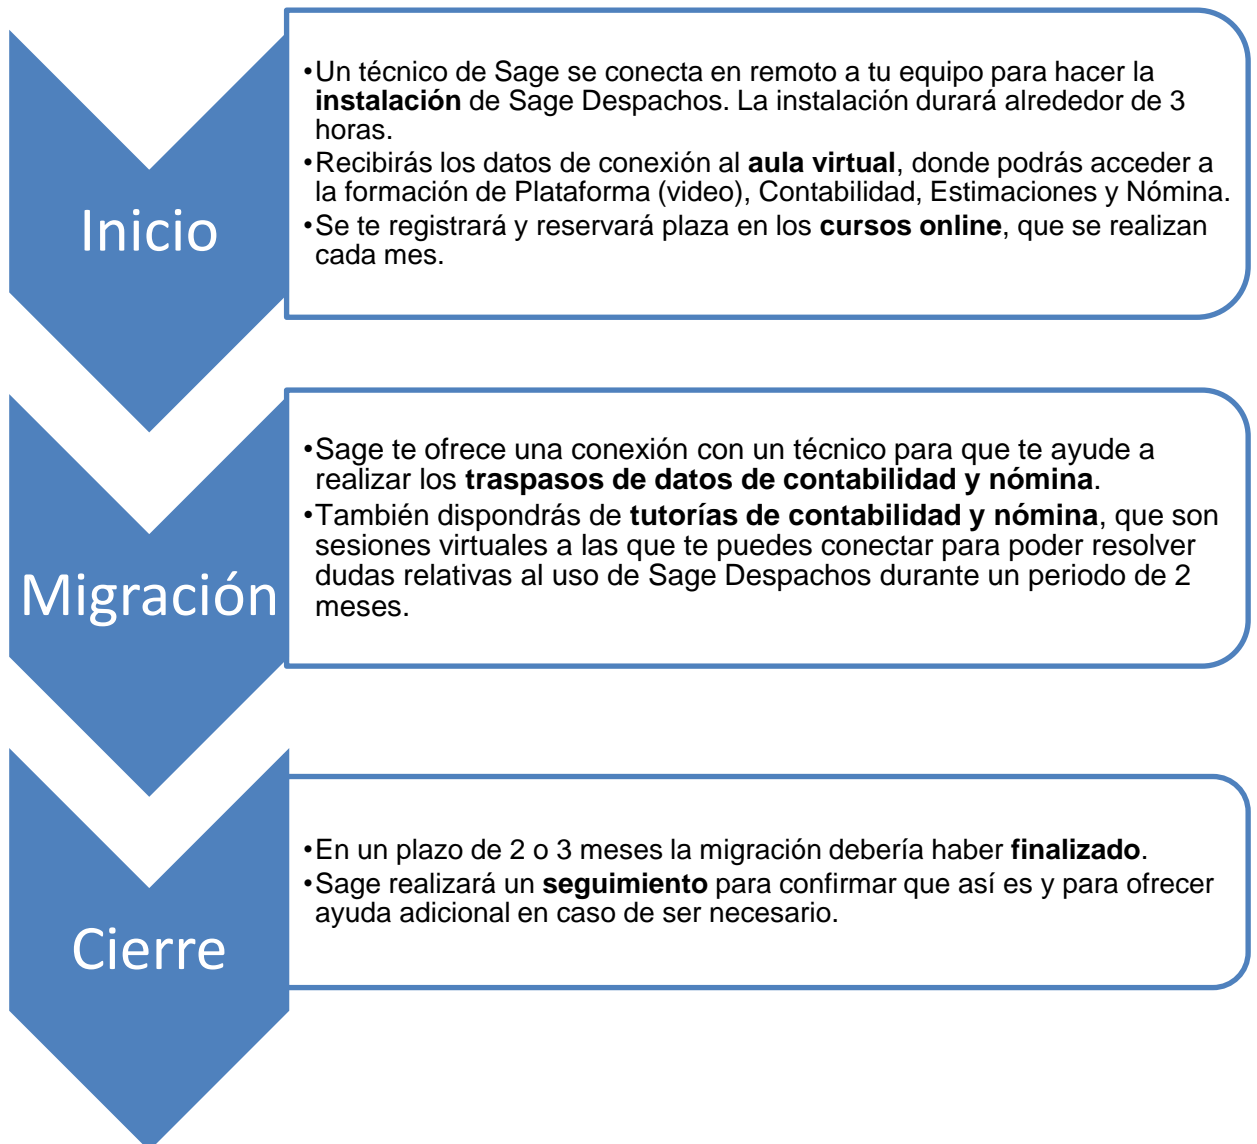 Inicio
•Un técnico de Sage se conecta en remoto a tu equipo para hacer la
instalación de Sage Despachos. La instalación durará alrededor de 3
horas.
•Recibirás los datos de conexión al aula virtual, donde podrás acceder a
la formación de Plataforma (video), Contabilidad, Estimaciones y Nómina.
•Se te registrará y reservará plaza en los cursos online, que se realizan
cada mes.
Migración
•Sage te ofrece una conexión con un técnico para que te ayude a
realizar los traspasos de datos de contabilidad y nómina.
•También dispondrás de tutorías de contabilidad y nómina, que son
sesiones virtuales a las que te puedes conectar para poder resolver
dudas relativas al uso de Sage Despachos durante un periodo de 2
meses.
Cierre
•En un plazo de 2 o 3 meses la migración debería haber finalizado.
•Sage realizará un seguimiento para confirmar que así es y para ofrecer
ayuda adicional en caso de ser necesario.